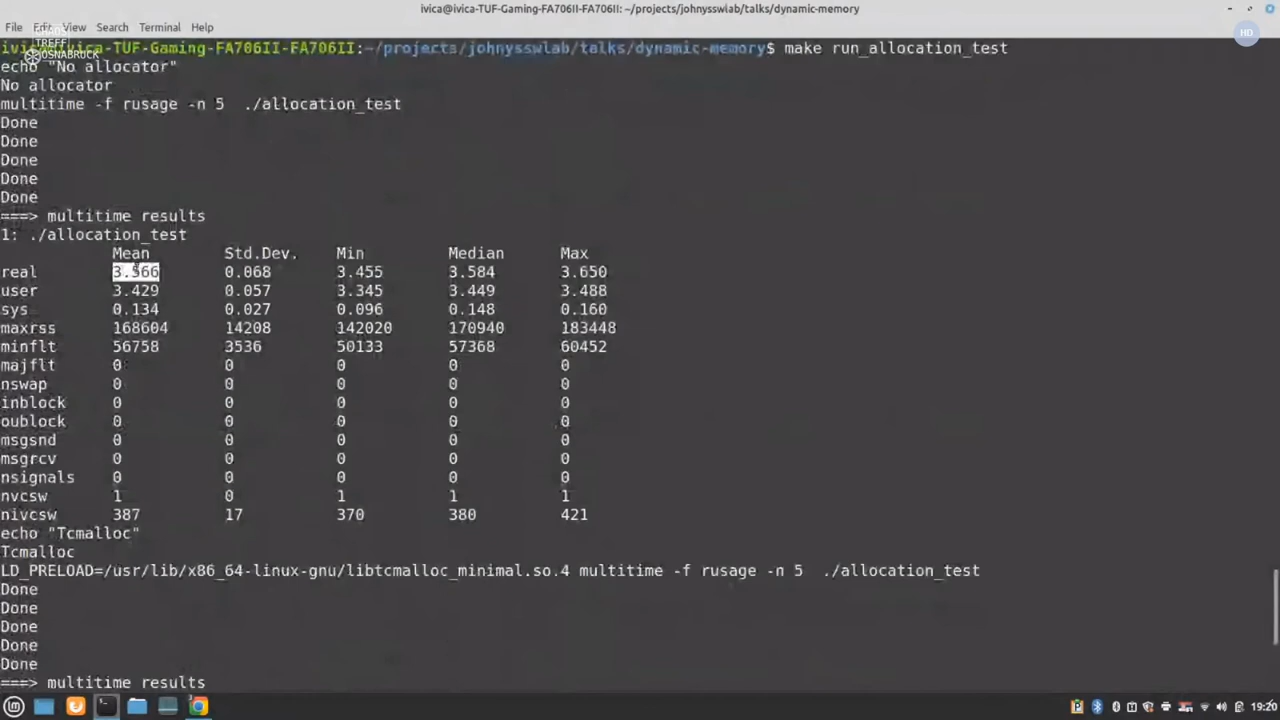 ivica@ivica-TUF-Gaming-FA706II-FA706II: ~/projects/johnysswlab/talks/dynamic-memory
File Edit View Search Terminal Help
ivica@ivica-TUF-Gaming-FA706II-FA706II:~/projects/johnysswlab/talks/dynamic-memory$ make run_allocation_test
HD
TREFF
OSNABRÜCK
echo "No allocator"
No allocator
multitime -f rusage -n 5 ./allocation_test
Done
Done
Done
Done
Done
===> multitime results
1: ./allocation_test
Mean Std.Dev. Min Median Max
real 3.566 0.068 3.455 3.584 3.650
user 3.429 0.057 3.345 3.449 3.488
sys 0.134 0.027 0.096 0.148 0.160
maxrss 168604 14208 142020 170940 183448
minflt 56758 3536 50133 57368 60452
majflt 0 0 0 0 0
nswap 0 0 0 0 0
inblock 0 0 0 0 0
oublock 0 0 0 0 0
msgsnd 0 0 0 0 0
msgrcv 0 0 0 0 0
nsignals 0 0 0 0 0
nvcsw 1 0 1 1 1
nivcsw 387 17 370 380 421
echo "Tcmalloc"
Tcmalloc
LD_PRELOAD=/usr/lib/x86_64-linux-gnu/libtcmalloc_minimal.so.4 multitime -f rusage -n 5 ./allocation_test
Done
Done
Done
Done
Done
===> multitime results
19:20